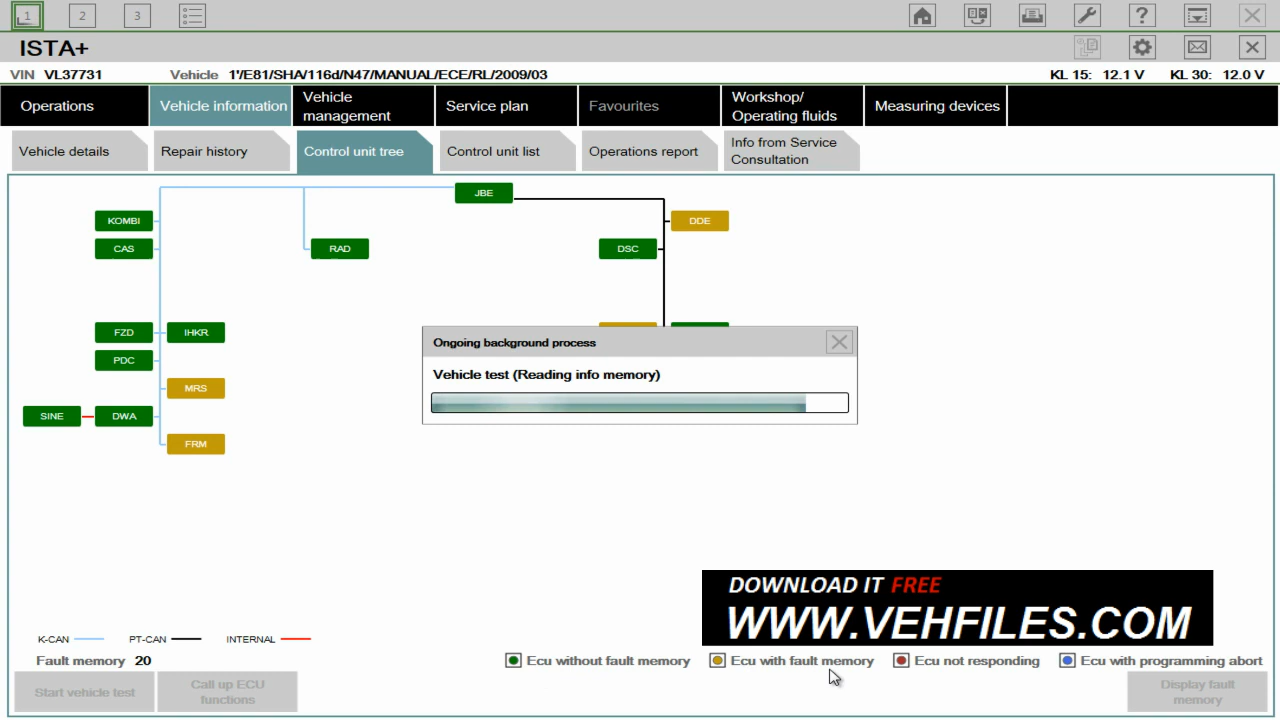 1
2
3
?
ISTA+
VIN VL37731 Vehicle 1'/E81/SHA/116d/N47/MANUAL/ECE/RL/2009/03 KL 15: 12.1 V KL 30: 12.0 V
Operations
Vehicle information
Vehicle
management
Service plan
Favourites
Workshop/
Operating fluids
Measuring devices
Vehicle details
Repair history
Control unit tree
Control unit list
Operations report
Info from Service
Consultation
JBE
KOMBI
DDE
CAS
RAD
DSC
FZD
IHKR
PDC
MRS
SINE
DWA
FRM
Ongoing background process
Vehicle test (Reading info memory)
DOWNLOAD IT FREE
WWW.VEHFILES.COM
K-CAN
PT-CAN
INTERNAL
Fault memory 20
Ecu without fault memory
Ecu with fault memory
Ecu not responding
Ecu with programming abort
Start vehicle test
Call up ECU
functions
Display fault
memory